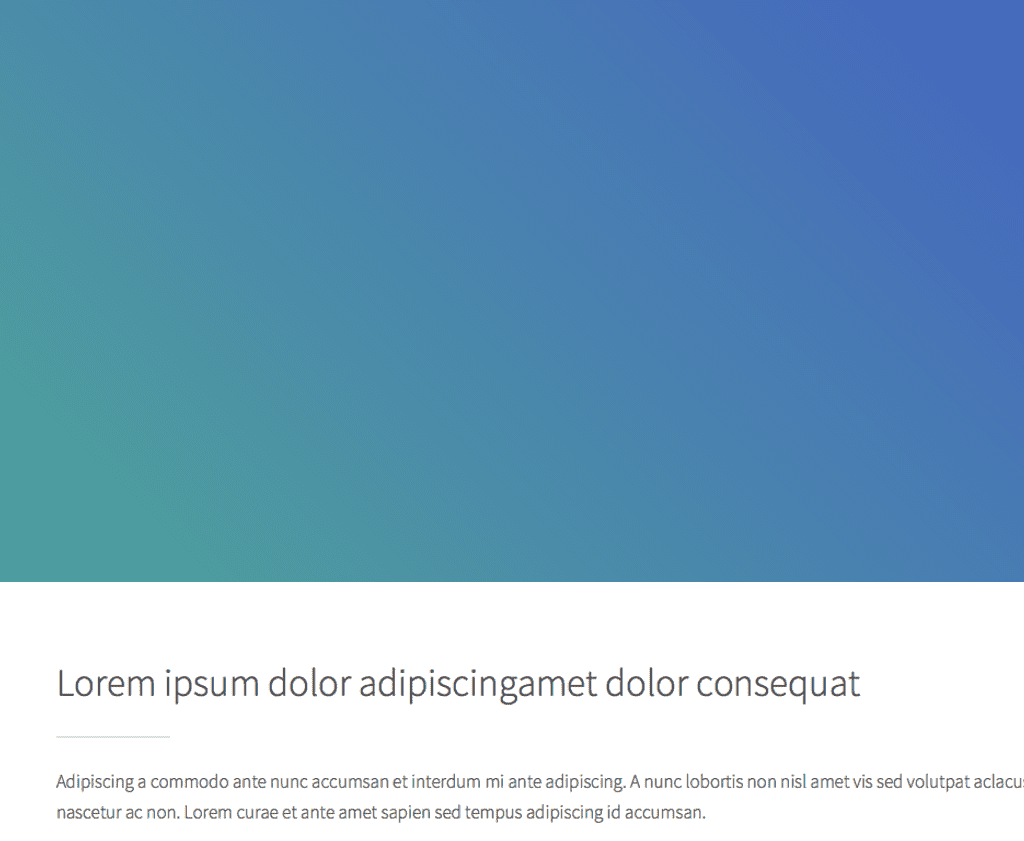 Lorem ipsum dolor adipiscingamet dolor consequat
Adipiscing a commodo ante nunc accumsan et interdum mi ante adipiscing. A nunc lobortis non nisl amet vis sed volutpat aclacus
nascetur ac non. Lorem curae et ante amet sapien sed tempus adipiscing id accumsan.